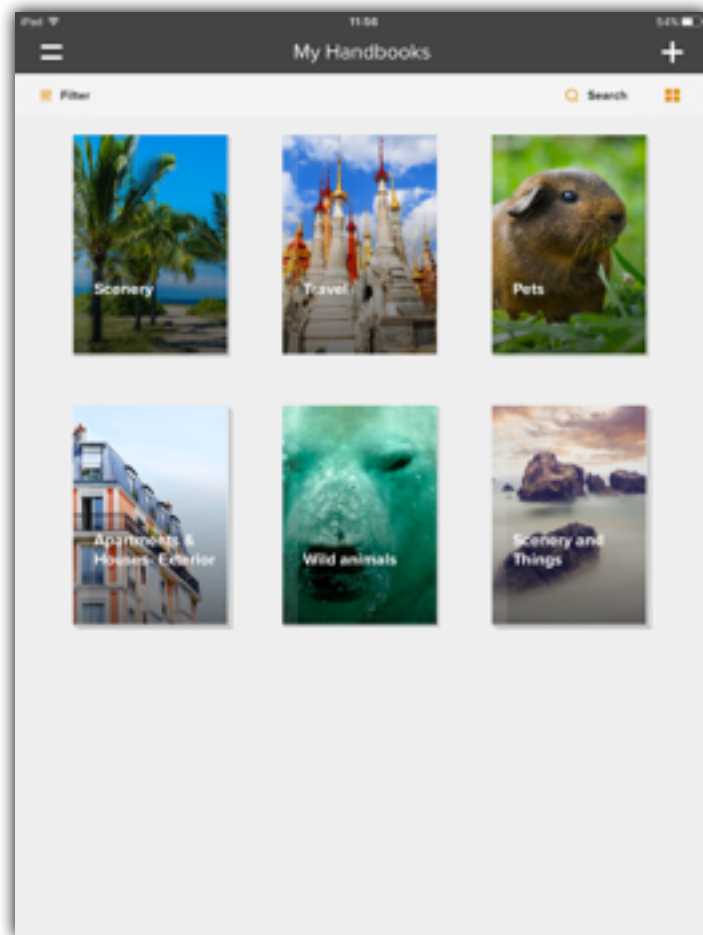 iPad
11:56
54%
My Handbooks
Filter
Search
Scenery
Travel
Pets
Apartments &
Houses- Exterior
Wild animals
Scenery and
Things